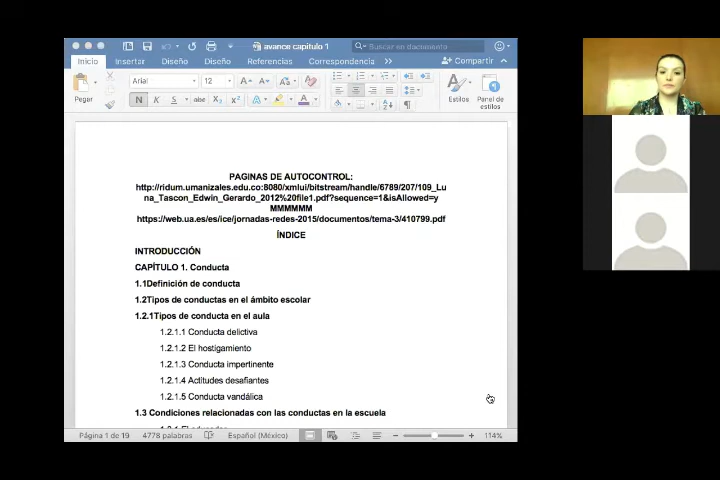 avance capitulo 1
Buscar en documento
Inicio Insertar Diseño Diseño Referencias Correspondencia Compartir
Arial 12
Pegar N K S abc X₂ X² A Estilos Panel de estilos
PAGINAS DE AUTOCONTROL:
http://ridum.umanizales.edu.co:8080/xmlui/bitstream/handle/6789/207/109_Lu
na_Tascon_Edwin_Gerardo_2012%20file1.pdf?sequence=1&isAllowed=y
MMMMMM
https://web.ua.es/es/ice/jornadas-redes-2015/documentos/tema-3/410799.pdf
ÍNDICE
INTRODUCCIÓN
CAPÍTULO 1. Conducta
1.1Definición de conducta
1.2Tipos de conductas en el ámbito escolar
1.2.1Tipos de conducta en el aula
1.2.1.1 Conducta delictiva
1.2.1.2 El hostigamiento
1.2.1.3 Conducta impertinente
1.2.1.4 Actitudes desafiantes
1.2.1.5 Conducta vandálica
1.3 Condiciones relacionadas con las conductas en la escuela
Página 1 de 19 4778 palabras Español (México) 114%